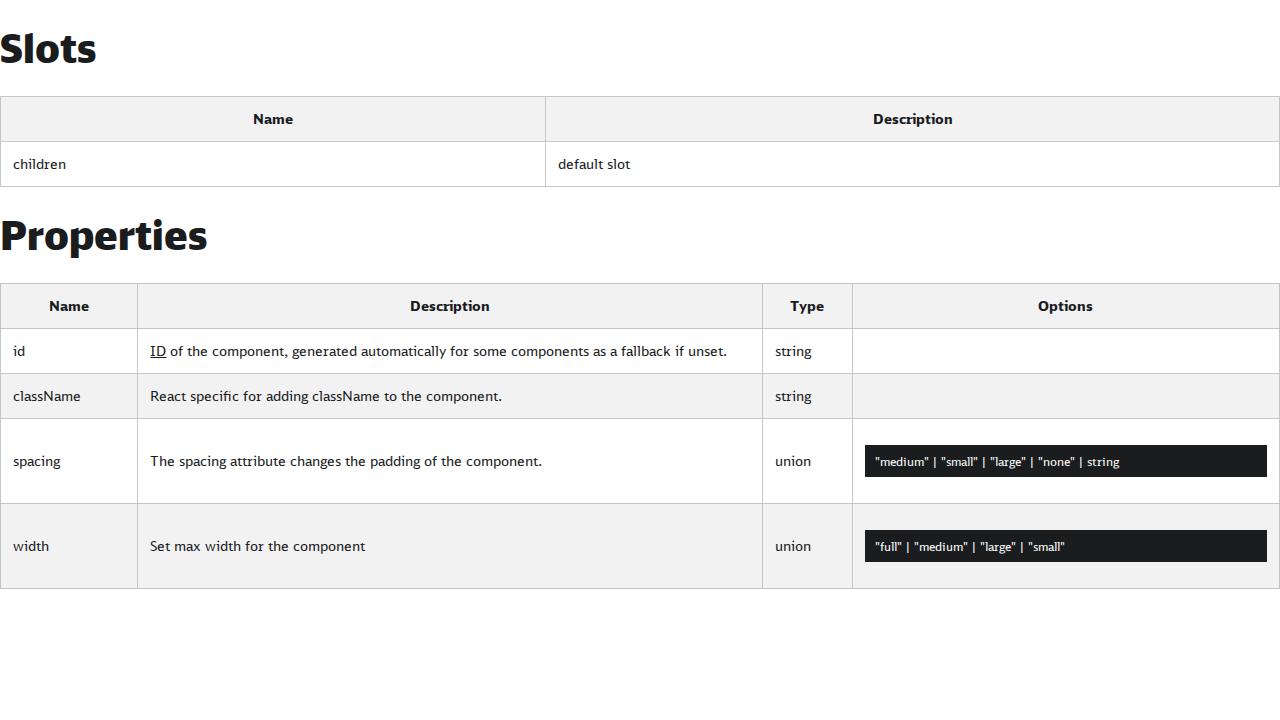 Slots
Name Description
children default slot
Properties
Name Description Type Options
id ID of the component, generated automatically for some components as a fallback if unset. string
className React specific for adding className to the component. string
spacing The spacing attribute changes the padding of the component. union "medium" | "small" | "large" | "none" | string
width Set max width for the component union "full" | "medium" | "large" | "small"